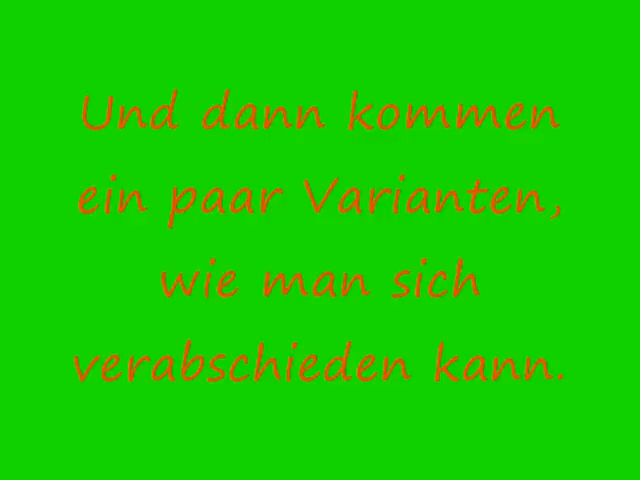 Und dann kommen
ein paar Varianten,
wie man sich
verabschieden kann.